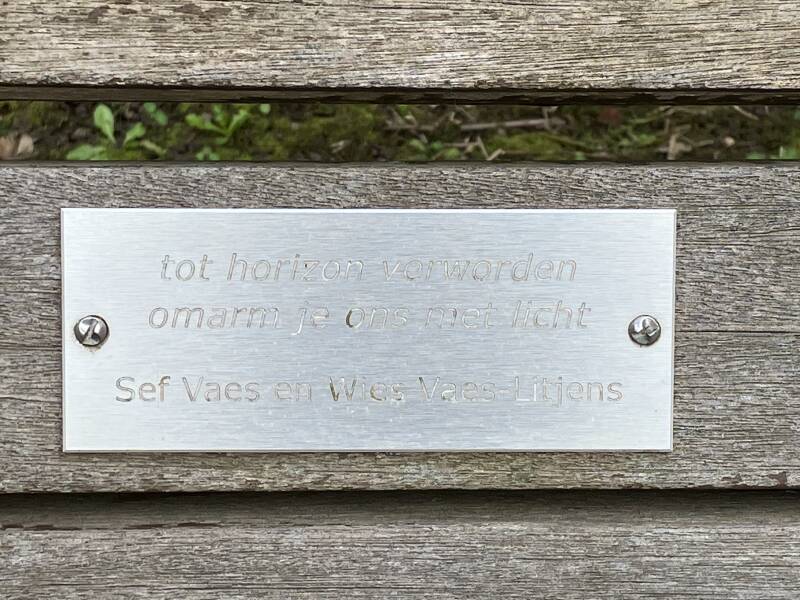 tot horizon verworden
omarm je ons met licht
Sef Vaes en Wies Vaes-Litjens